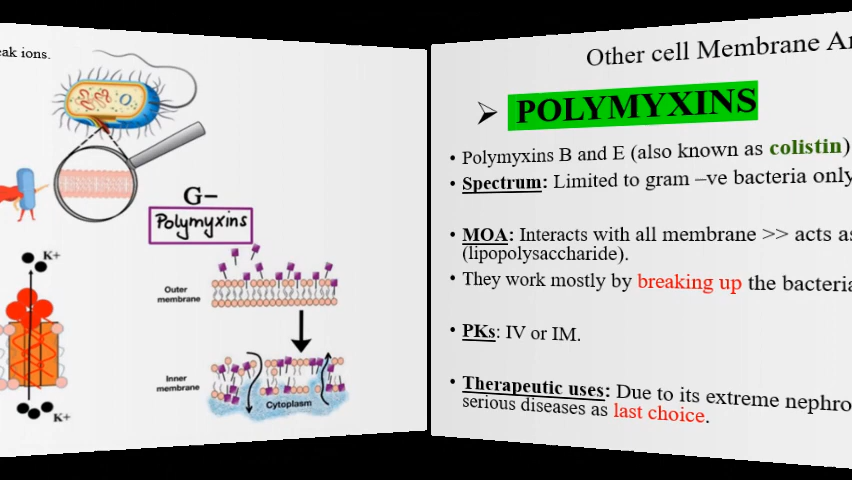 eak ions.
G-
Polymyxins
K+
Outer
membrane
Inner
membrane
Cytoplasm
K+
Other cell Membrane
➢ POLYMYXINS
• Polymyxins B and E (also known as colistin)
• Spectrum: Limited to gram –ve bacteria only
• MOA: Interacts with all membrane >> acts as
(lipopolysaccharide).
• They work mostly by breaking up the bacteria
• PKs: IV or IM.
• Therapeutic uses: Due to its extreme nephro
serious diseases as last choice.